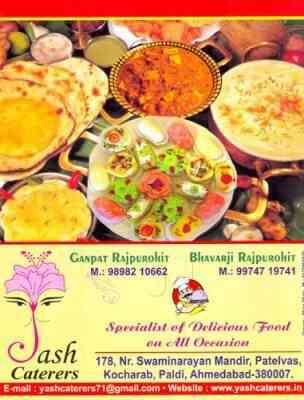 Ganpat Rajpurohit Bhavarji Rajpurohit
M.: 98982 10662 M.: 99747 19741
Yash
Caterers
Specialist of Delicious Food
on All Occasion
178, Nr. Swaminarayan Mandir, Patelvas,
Kocharab, Paldi, Ahmedabad-380007.
E-mail : yashcaterers71@gmail.com • Website : www.yashcaterers.in